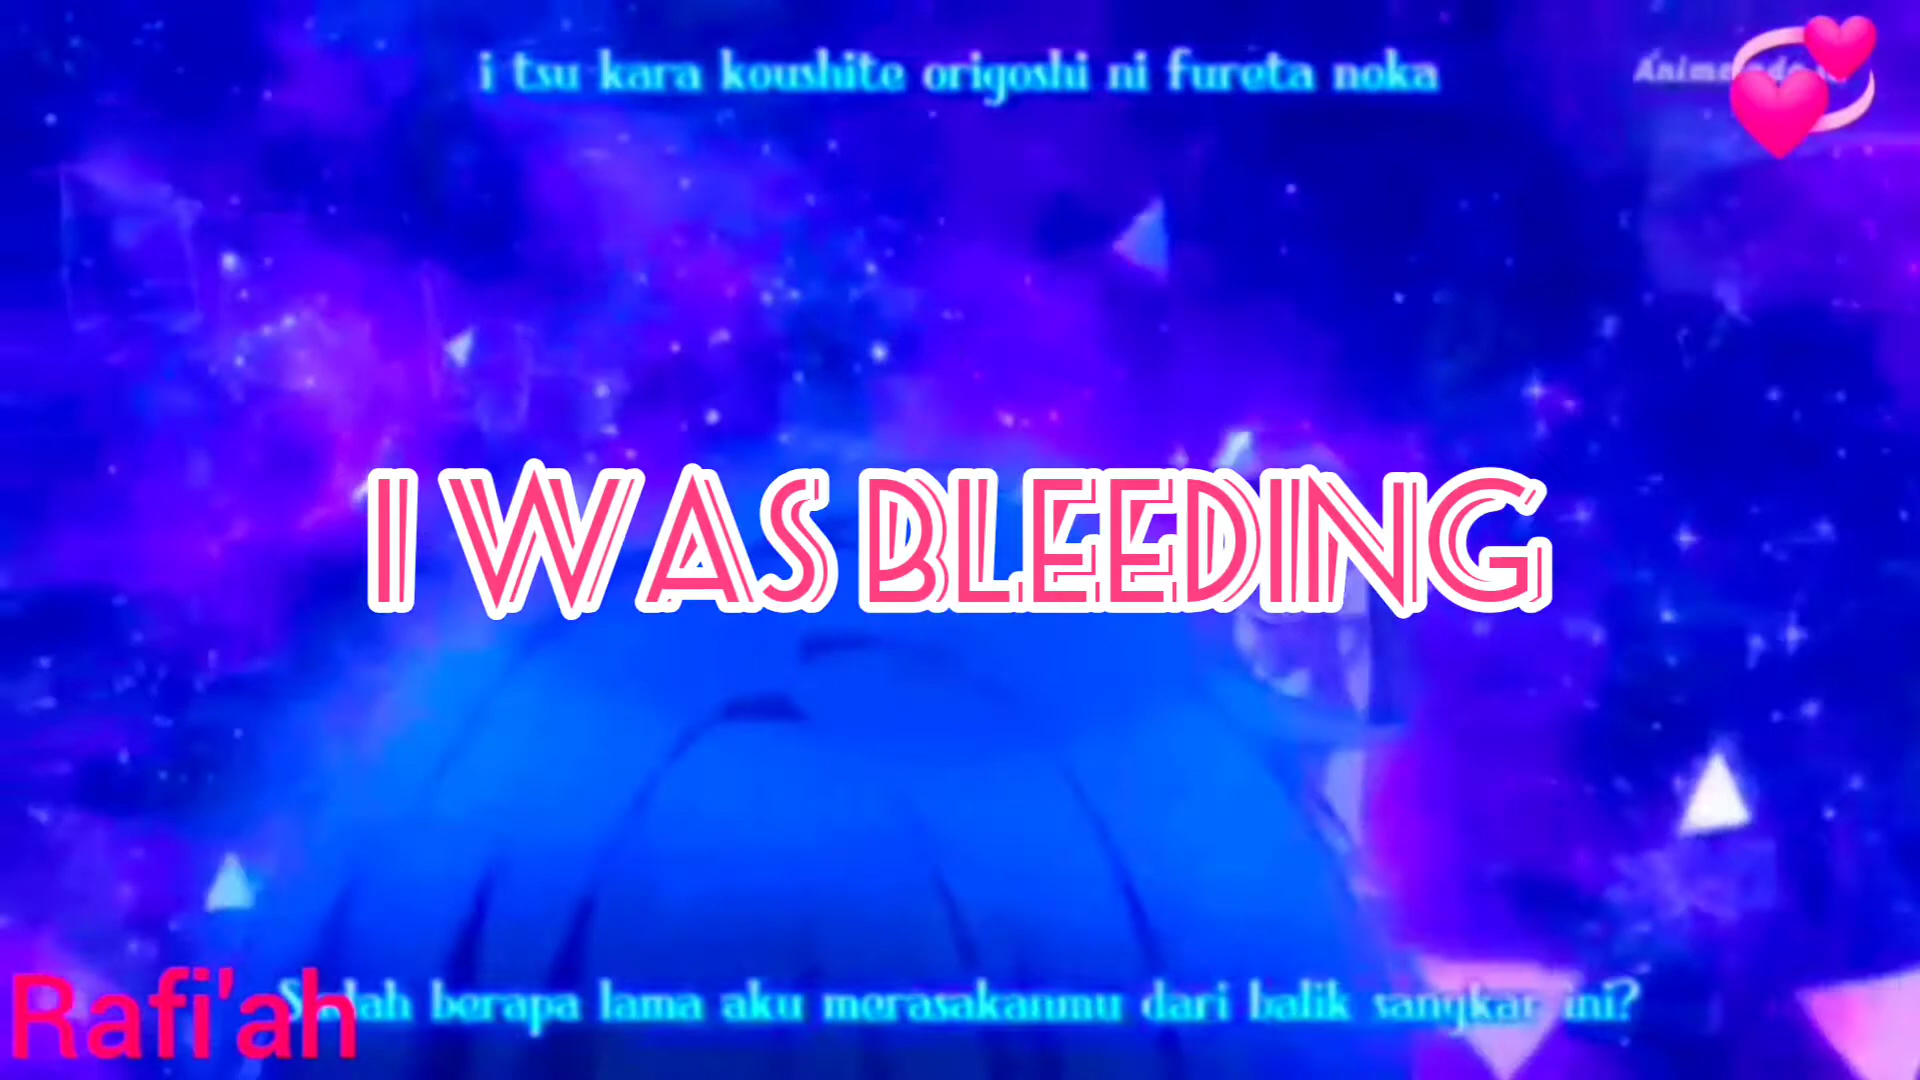 i tsu kara koushite origoshi ni fureta noka
I WAS BLEEDING
Rafi'ah
berapa lama aku merasakanmu dari balik sangkar ini?